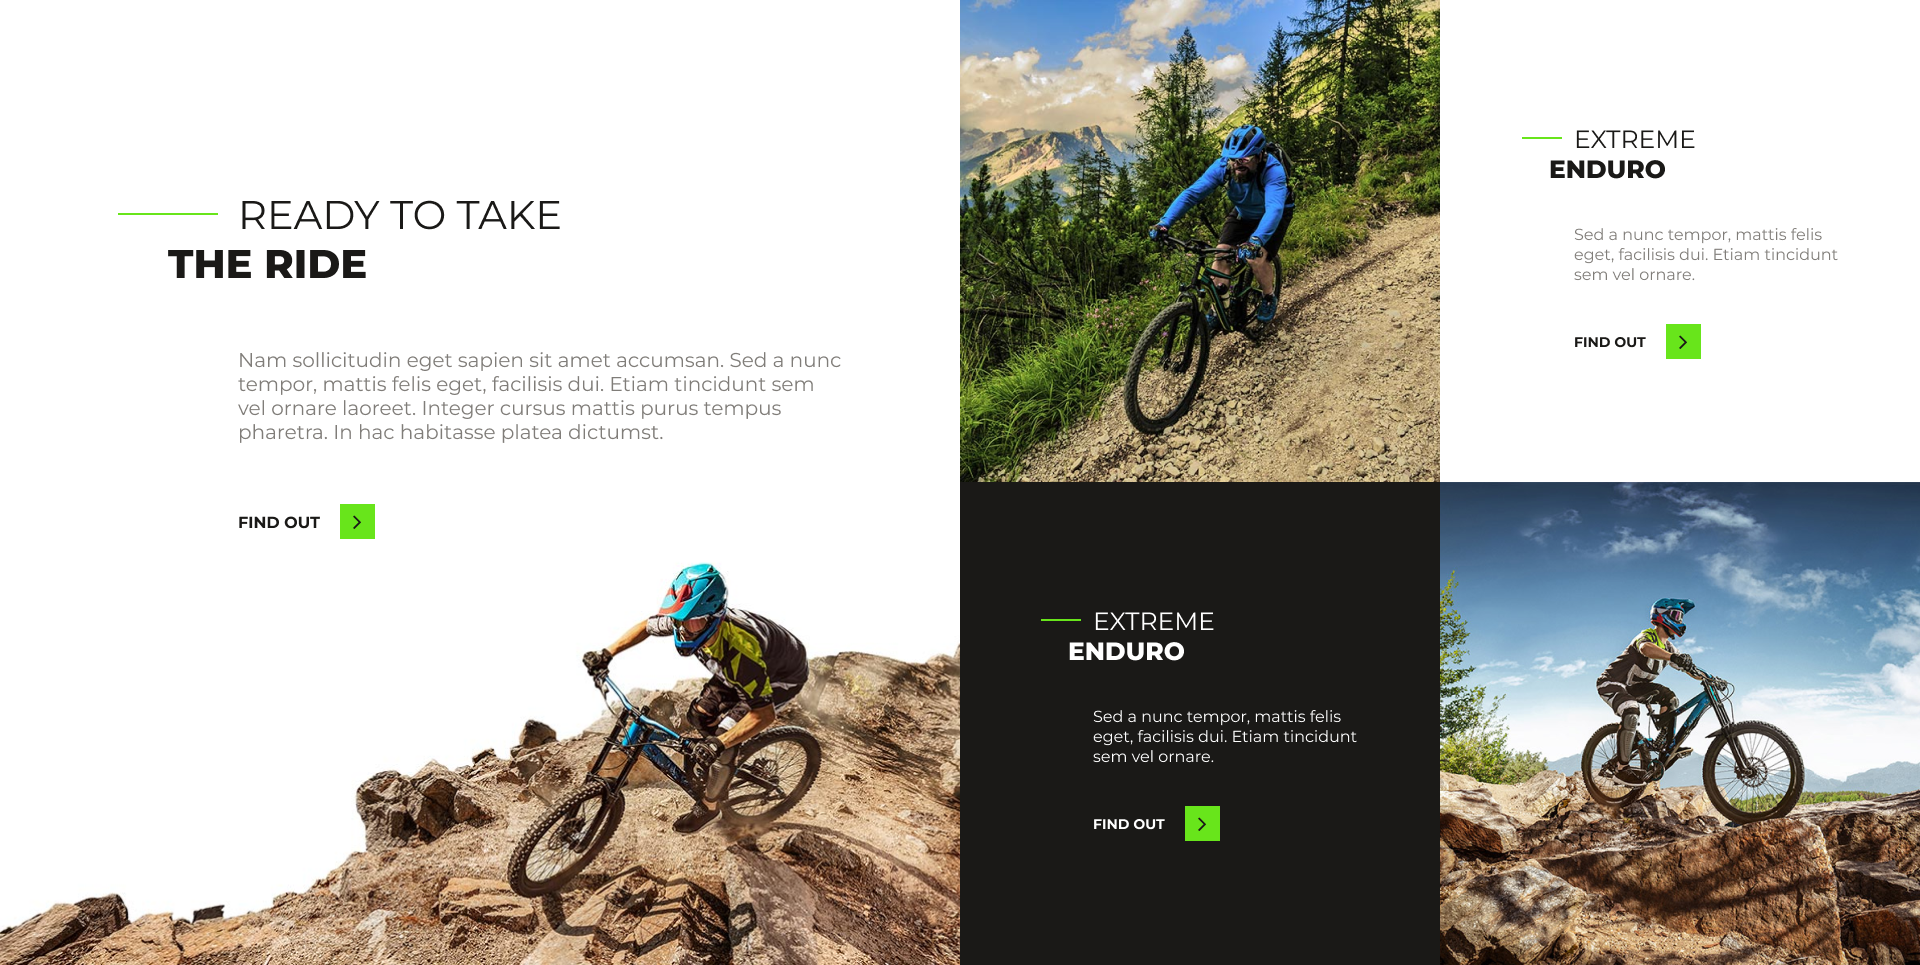 READY TO TAKE
THE RIDE
Nam sollicitudin eget sapien sit amet accumsan. Sed a nunc
tempor, mattis felis eget, facilisis dui. Etiam tincidunt sem
vel ornare laoreet. Integer cursus mattis purus tempus
pharetra. In hac habitasse platea dictumst.
FIND OUT
EXTREME
ENDURO
Sed a nunc tempor, mattis felis
eget, facilisis dui. Etiam tincidunt
sem vel ornare.
FIND OUT
EXTREME
ENDURO
Sed a nunc tempor, mattis felis
eget, facilisis dui. Etiam tincidunt
sem vel ornare.
FIND OUT